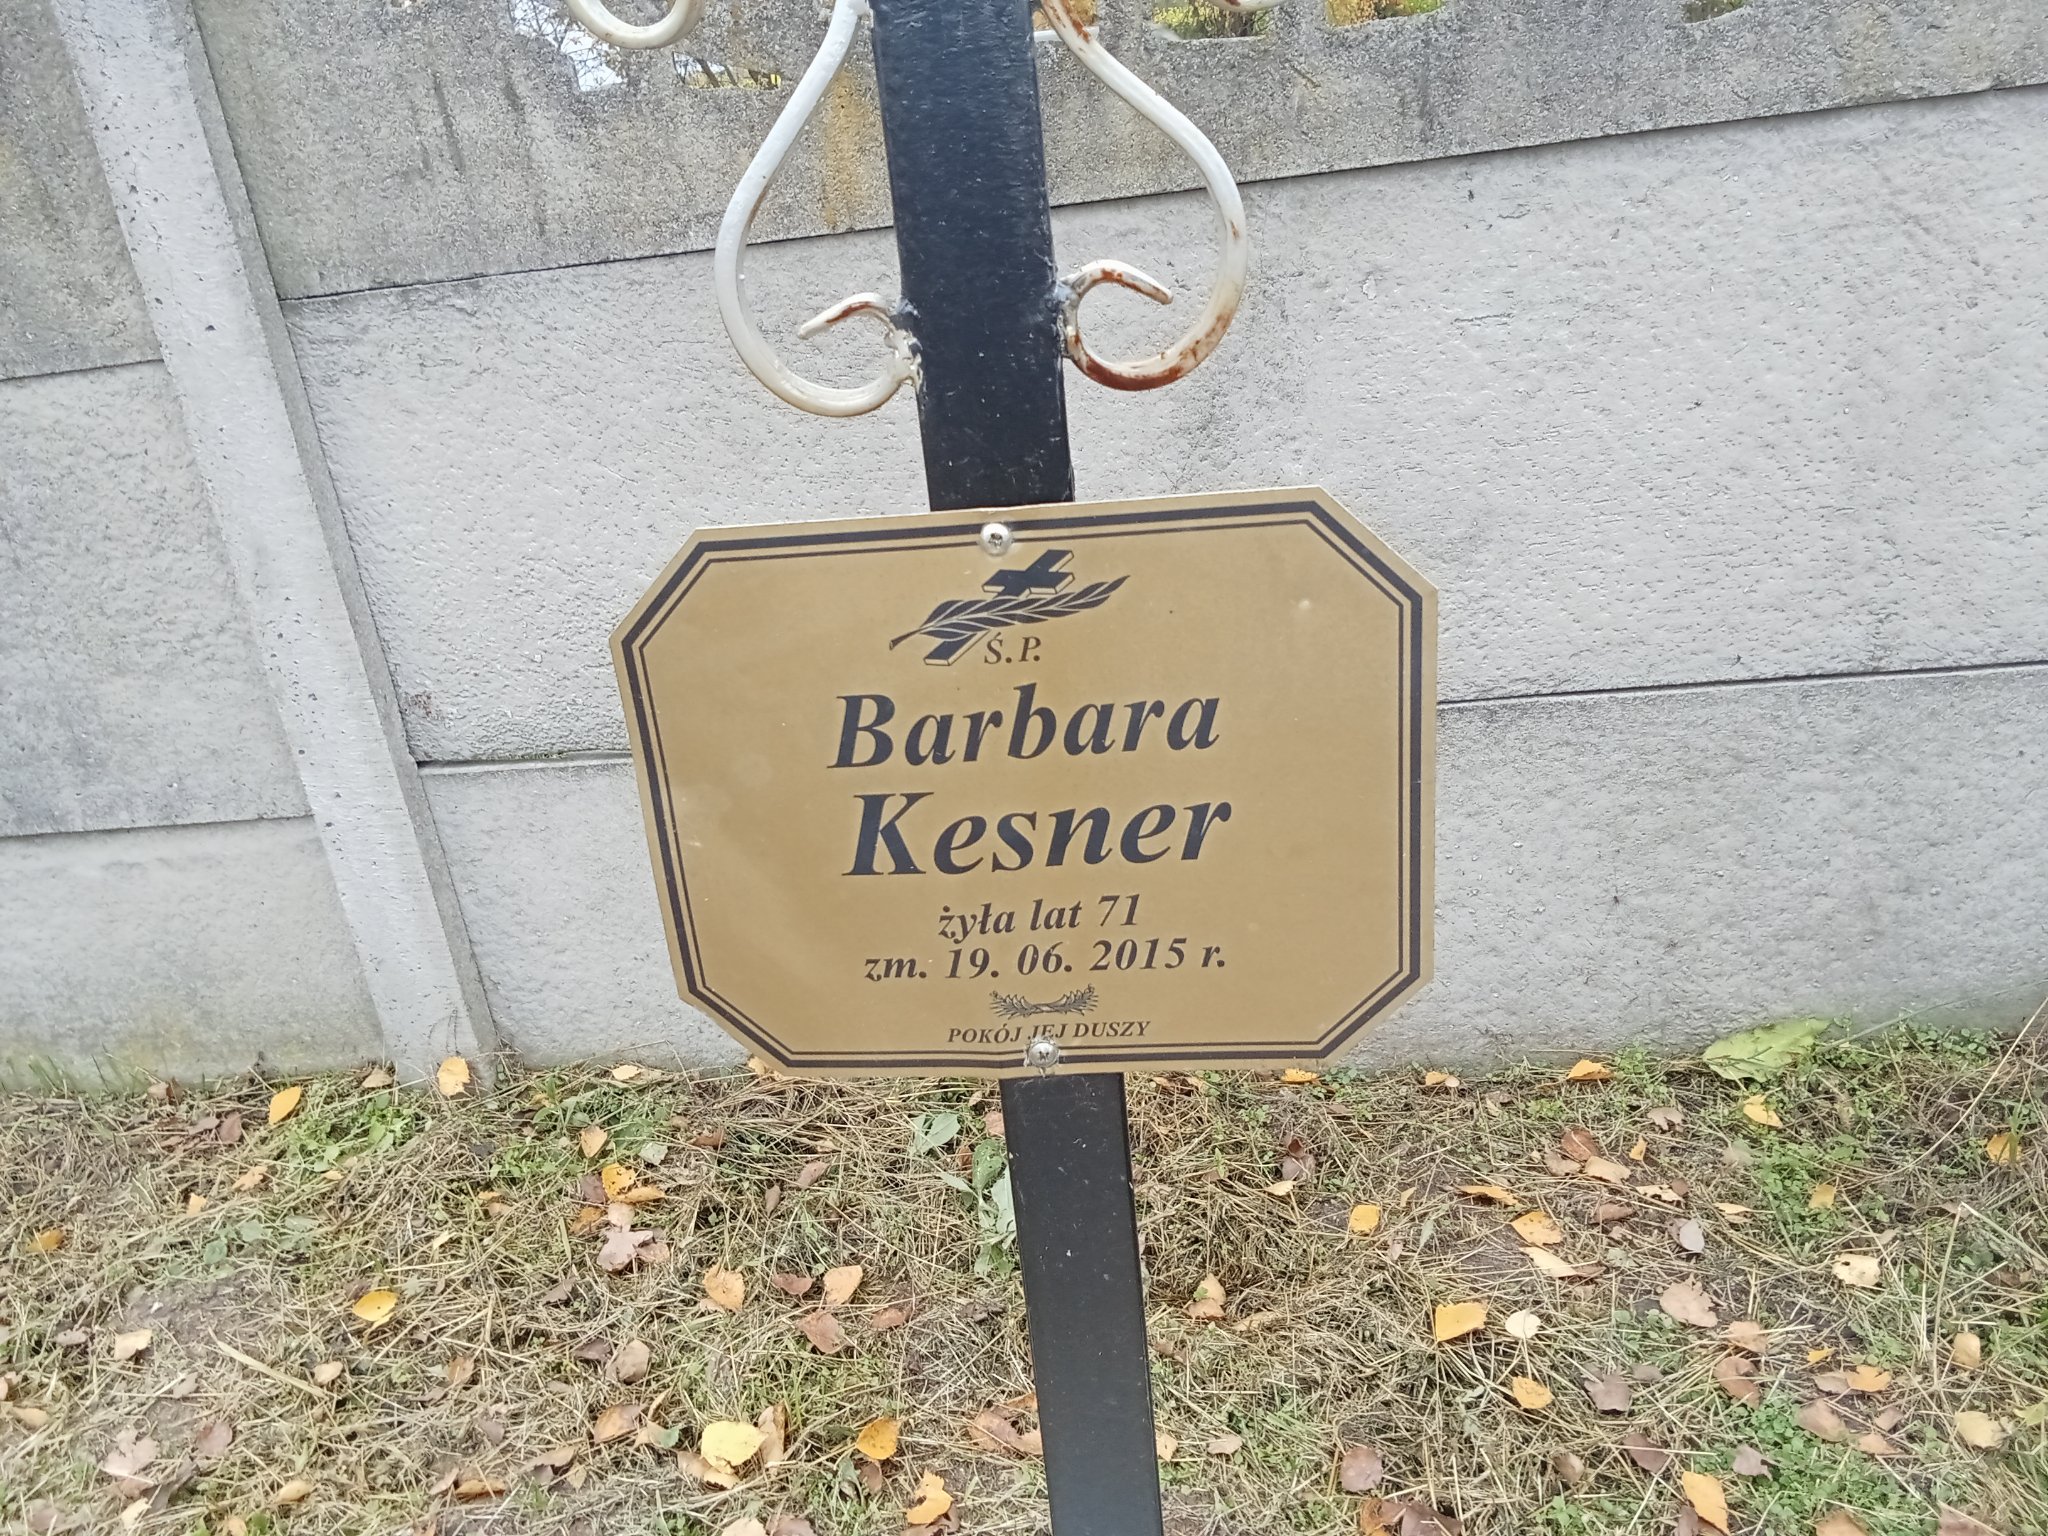 Ś.P.
Barbara
Kesner
żyła lat 71
zm. 19. 06. 2015 r.
POKÓJ JEJ DUSZY